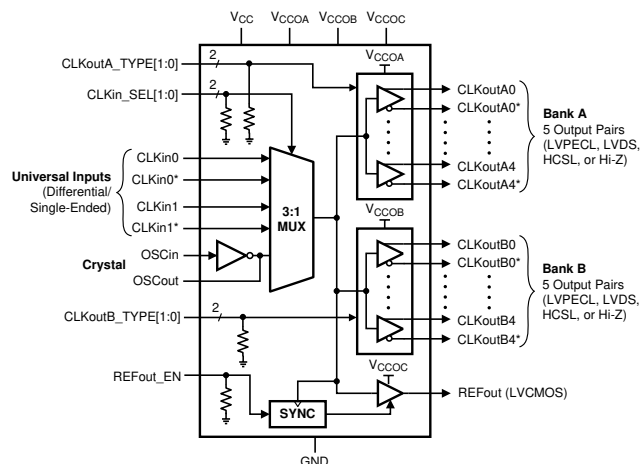 VCC VCCOA VCCOB VCCOC
CLKoutA_TYPE[1:0] 2
CLKin_SEL[1:0] 2
VCCOA
CLKoutA0
CLKoutA0*
CLKoutA4
CLKoutA4*
Bank A
5 Output Pairs
(LVPECL, LVDS,
HCSL, or Hi-Z)
Universal Inputs
(Differential/
Single-Ended)
CLKin0
CLKin0*
CLKin1
CLKin1*
3:1
MUX
Crystal
OSCin
OSCout
VCCOB
CLKoutB0
CLKoutB0*
CLKoutB4
CLKoutB4*
Bank B
5 Output Pairs
(LVPECL, LVDS,
HCSL, or Hi-Z)
CLKoutB_TYPE[1:0] 2
REFout_EN
SYNC
VCCOC
REFout (LVCMOS)
GND